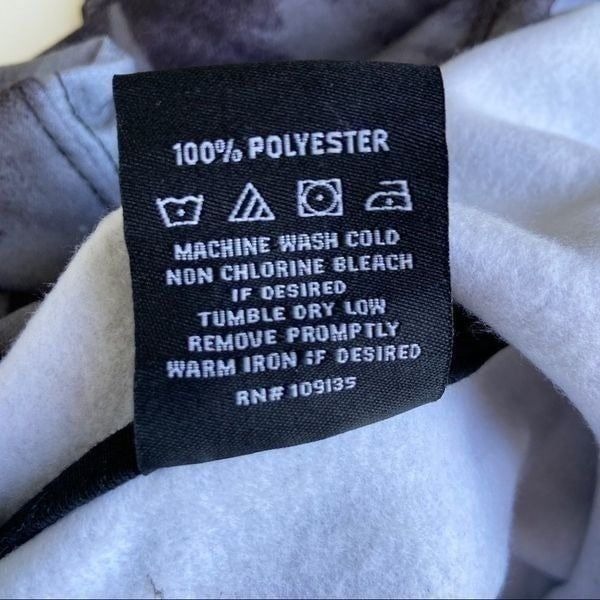 100% POLYESTER
MACHINE WASH COLD
NON CHLORINE BLEACH
IF DESIRED
TUMBLE DRY LOW
REMOVE PROMPTLY
WARM IRON IF DESIRED
RN# 109135